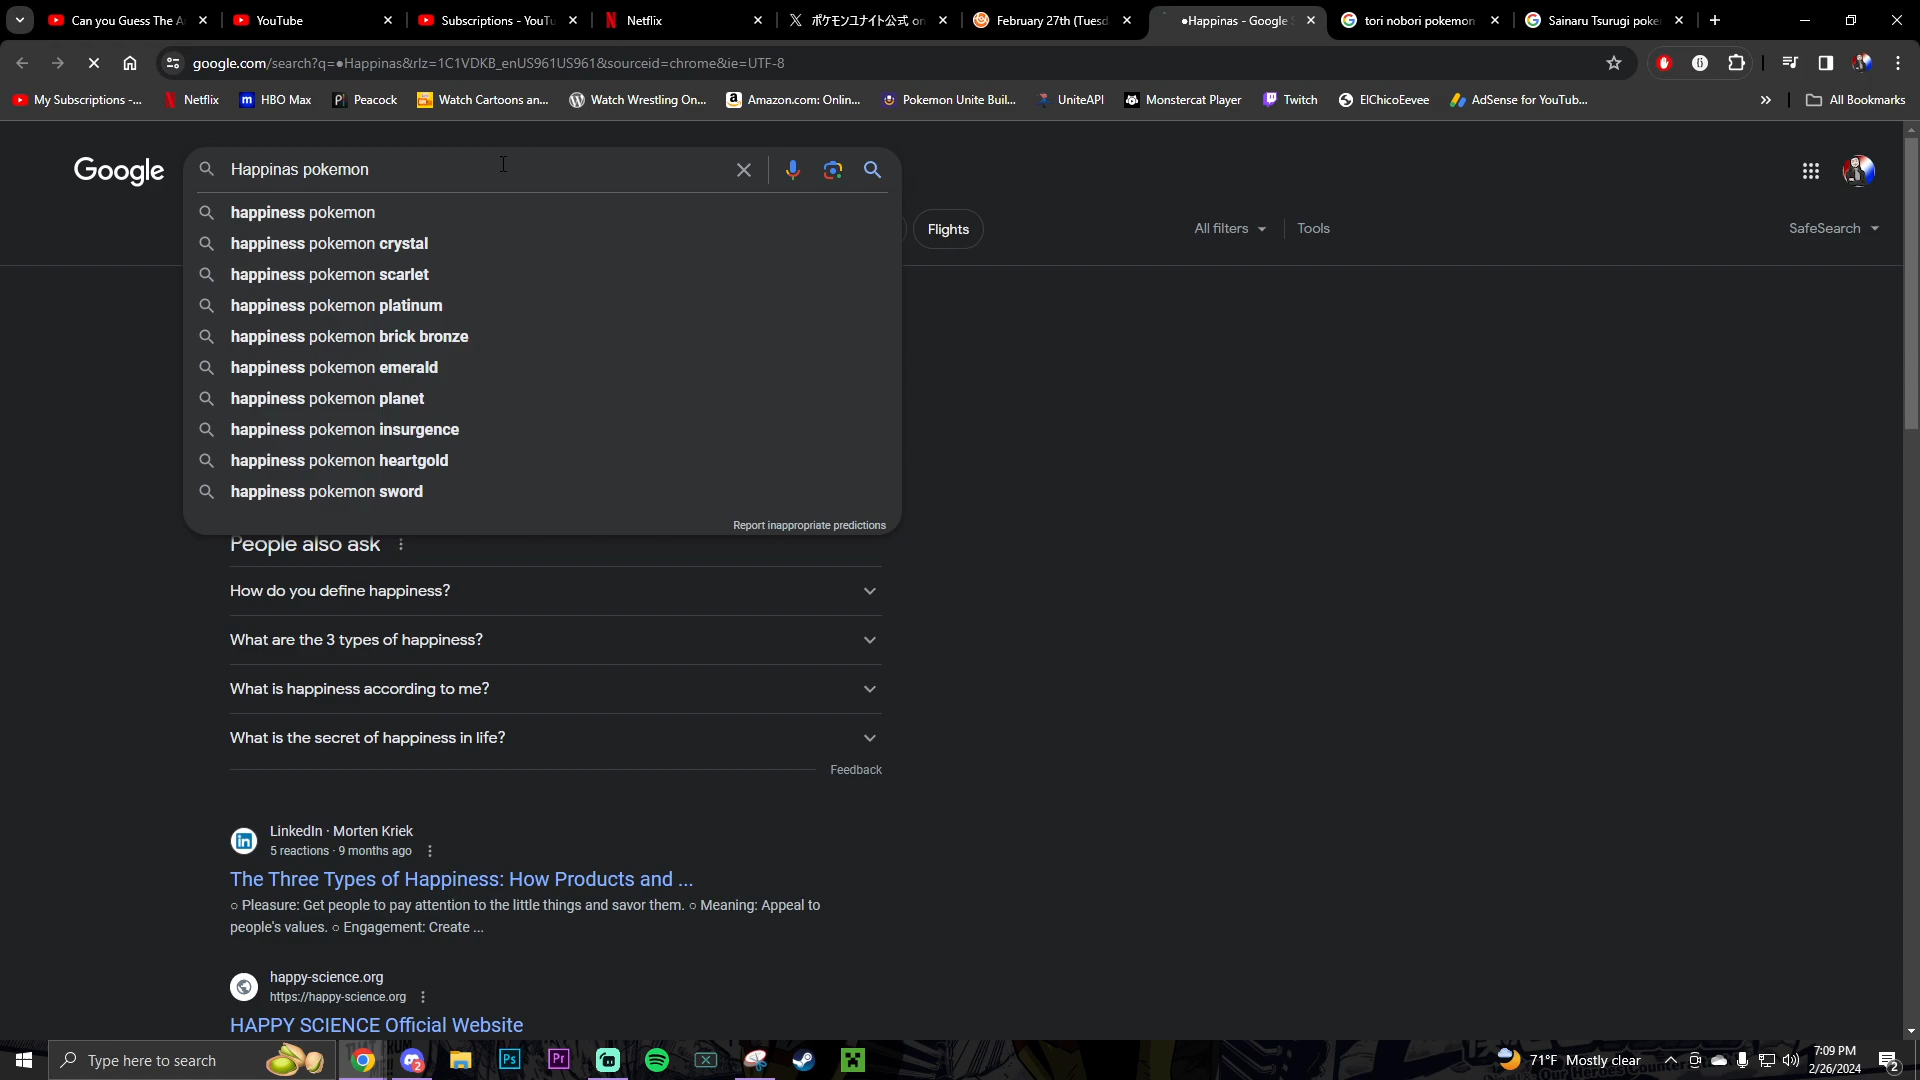 Can you Guess The A
YouTube
Subscriptions - YouTu
Netflix
ポケモンユナイト公式 on
February 27th (Tuesd
●Happinas - Google S
tori nobori pokemon
Sainaru Tsurugi poke
google.com/search?q=●Happinas&rlz=1C1VDKB_enUS961US961&sourceid=chrome&ie=UTF-8
My Subscriptions -...
Netflix
HBO Max
Peacock
Watch Cartoons an...
Watch Wrestling On...
Amazon.com: Onlin...
Pokemon Unite Buil...
UniteAPI
Monstercat Player
Twitch
ElChicoEevee
AdSense for YouTub...
All Bookmarks
Google
Happinas pokemon
happiness pokemon
happiness pokemon crystal
happiness pokemon scarlet
happiness pokemon platinum
happiness pokemon brick bronze
happiness pokemon emerald
happiness pokemon planet
happiness pokemon insurgence
happiness pokemon heartgold
happiness pokemon sword
Report inappropriate predictions
Flights
All filters
Tools
SafeSearch
People also ask
How do you define happiness?
What are the 3 types of happiness?
What is happiness according to me?
What is the secret of happiness in life?
Feedback
LinkedIn · Morten Kriek
5 reactions · 9 months ago
The Three Types of Happiness: How Products and ...
○ Pleasure: Get people to pay attention to the little things and savor them. ○ Meaning: Appeal to
people's values. ○ Engagement: Create ...
happy-science.org
https://happy-science.org
HAPPY SCIENCE Official Website
Type here to search
71°F Mostly clear
7:09 PM
2/26/2024
2